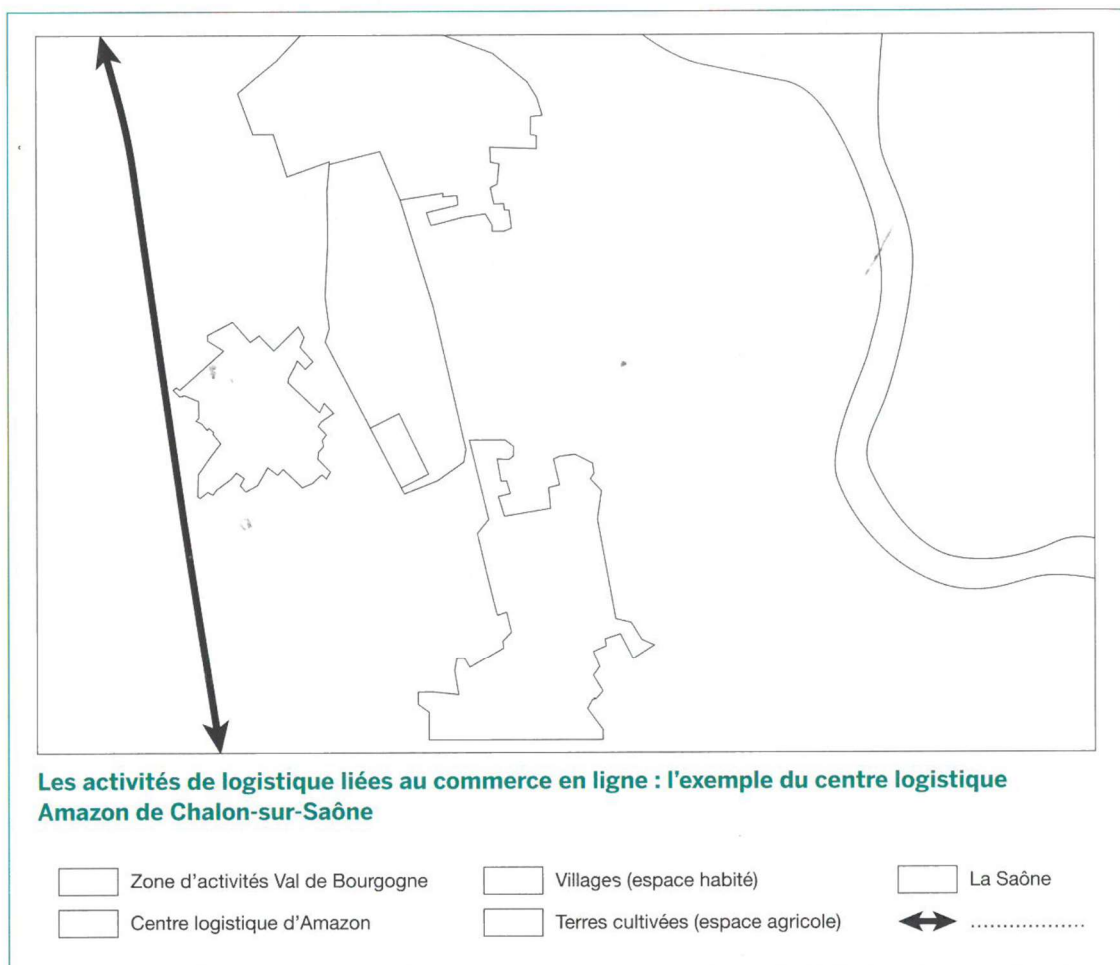 Les activités de logistique liées au commerce en ligne : l'exemple du centre logistique
Amazon de Chalon-sur-Saône
Zone d'activités Val de Bourgogne
Centre logistique d'Amazon
Villages (espace habité)
Terres cultivées (espace agricole)
La Saône
....................